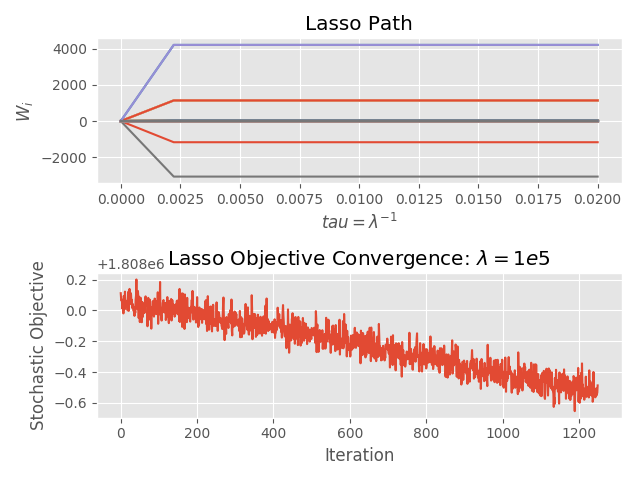 Lasso Path
4000
2000
0
−2000
W_i
0.0000 0.0025 0.0050 0.0075 0.0100 0.0125 0.0150 0.0175 0.0200
tau = λ^{-1}
+1.808e6
Lasso Objective Convergence: λ = 1e5
0.2
0.0
−0.2
−0.4
−0.6
Stochastic Objective
0 200 400 600 800 1000 1200
Iteration